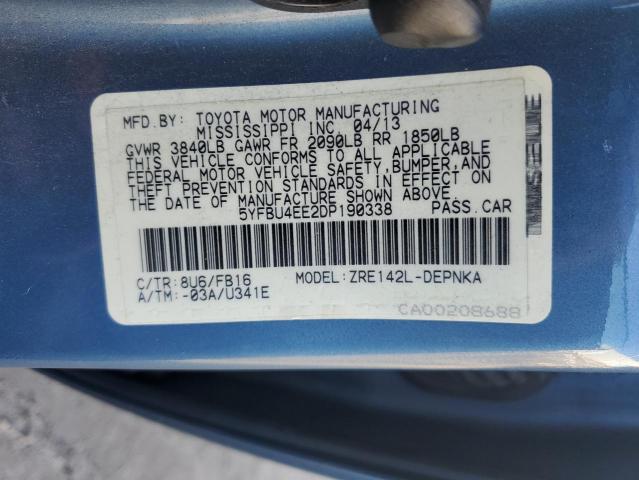 MFD.BY: TOYOTA MOTOR MANUFACTURING
MISSISSIPPI INC. 04/13
GVWR 3840LB GAWR FR 2090LB RR 1850LB
THIS VEHICLE CONFORMS TO ALL APPLICABLE
FEDERAL MOTOR VEHICLE SAFETY,BUMPER,AND
THEFT PREVENTION STANDARDS IN EFFECT ON
THE DATE OF MANUFACTURE SHOWN ABOVE.
5YFBU4EE2DP190338 PASS.CAR
C/TR:8U6/FB16 MODEL:ZRE142L-DEPNKA
A/TM:-03A/U341E
CA00208688